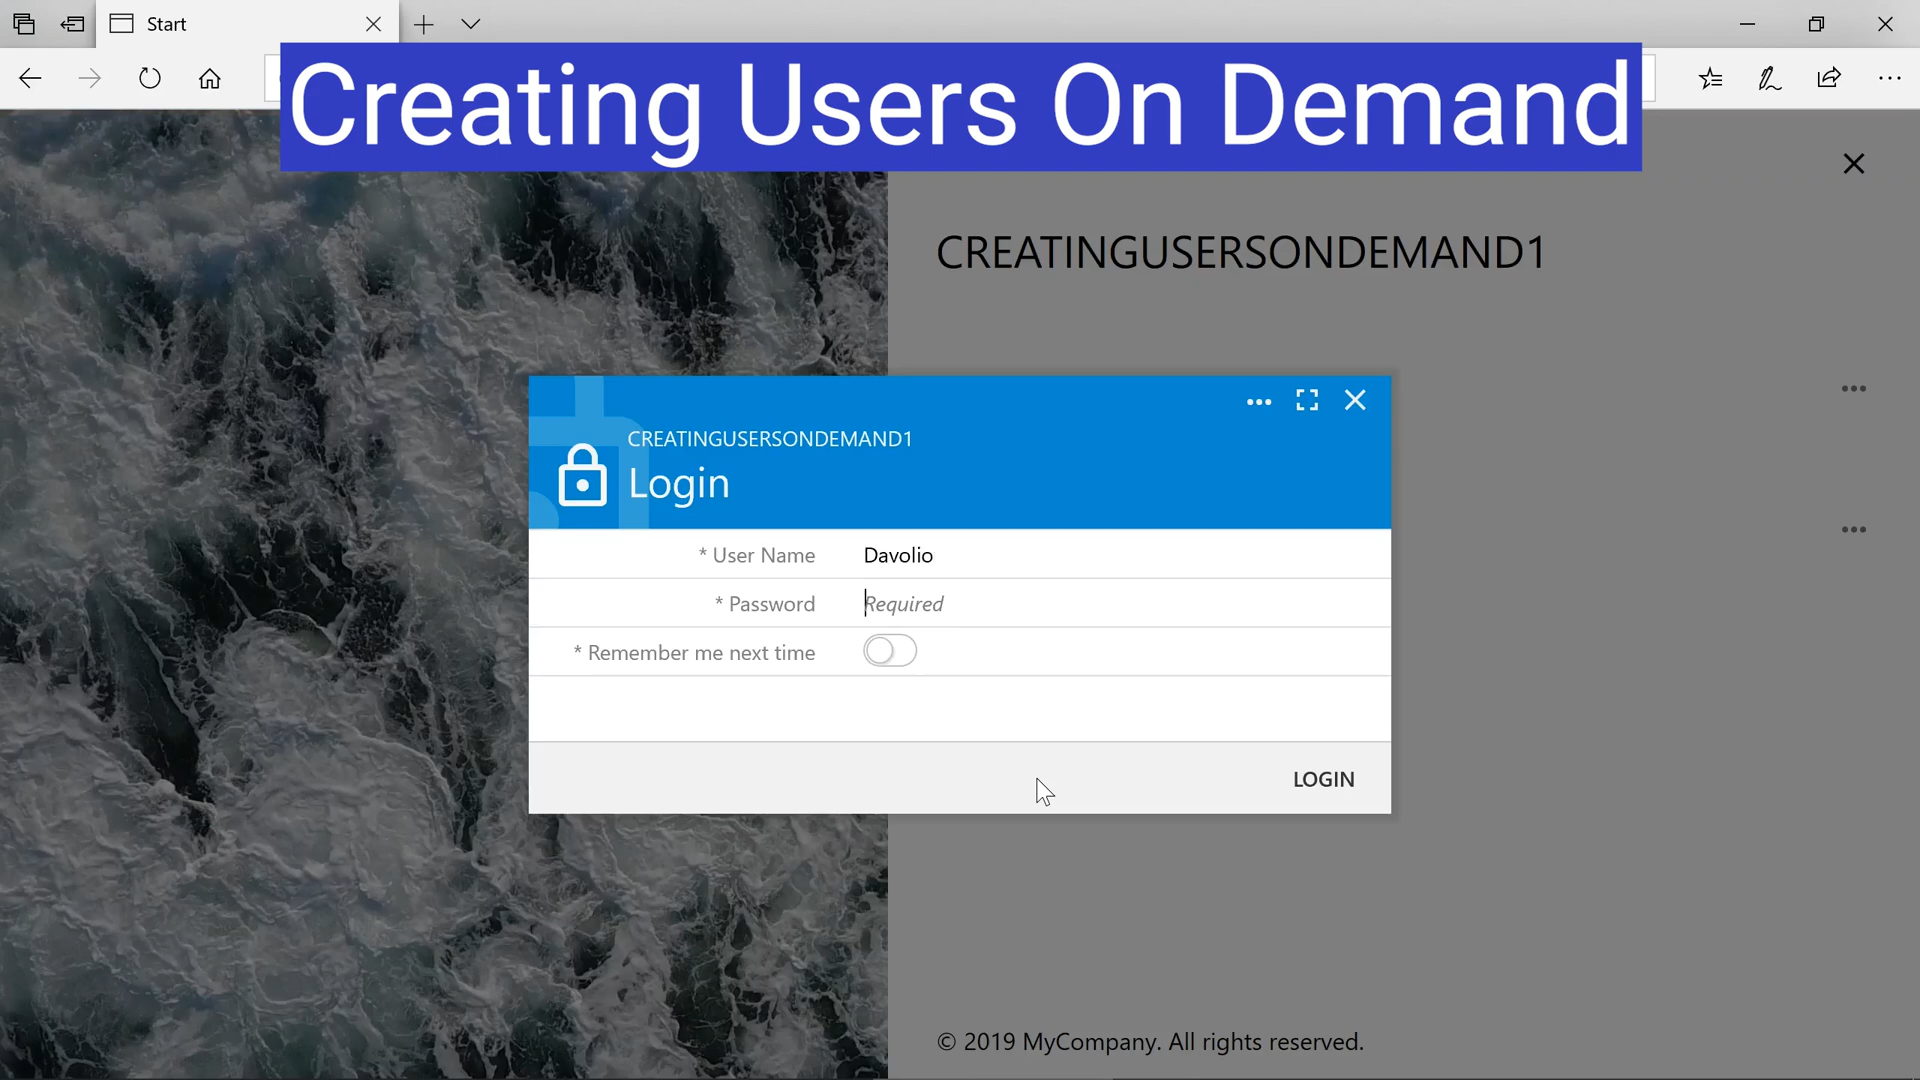 Start
Creating Users On Demand
CREATINGUSERSONDEMAND1
CREATINGUSERSONDEMAND1
Login
* User Name Davolio
* Password Required
* Remember me next time
LOGIN
© 2019 MyCompany. All rights reserved.